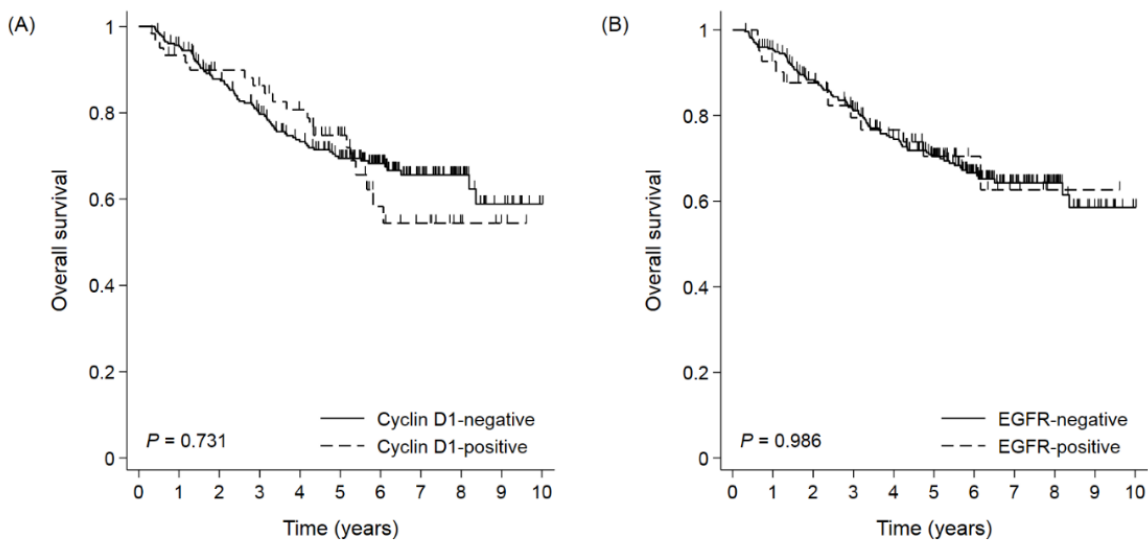 (A)
Overall survival
1
0.8
0.6
0.4
0.2
0
Cyclin D1-negative
Cyclin D1-positive
P = 0.731
0 1 2 3 4 5 6 7 8 9 10
Time (years)
(B)
Overall survival
1
0.8
0.6
0.4
0.2
0
EGFR-negative
EGFR-positive
P = 0.986
0 1 2 3 4 5 6 7 8 9 10
Time (years)